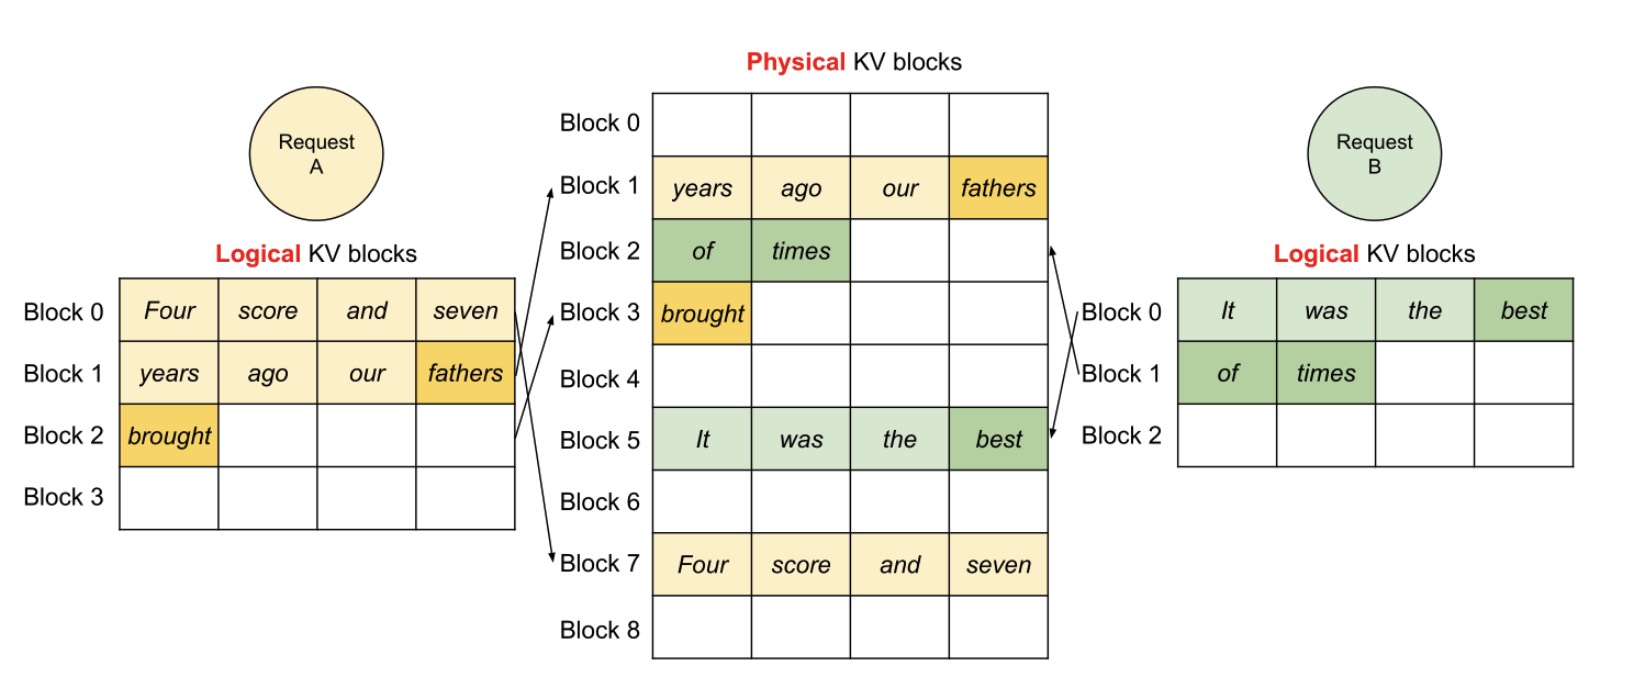 Physical KV blocks
Request
A
Logical KV blocks
Block 0 Four score and seven
Block 1 years ago our fathers
Block 2 brought
Block 3
Block 0
Block 1 years ago our fathers
Block 2 of times
Block 3 brought
Block 4
Block 5 It was the best
Block 6
Block 7 Four score and seven
Block 8
Request
B
Logical KV blocks
Block 0 It was the best
Block 1 of times
Block 2